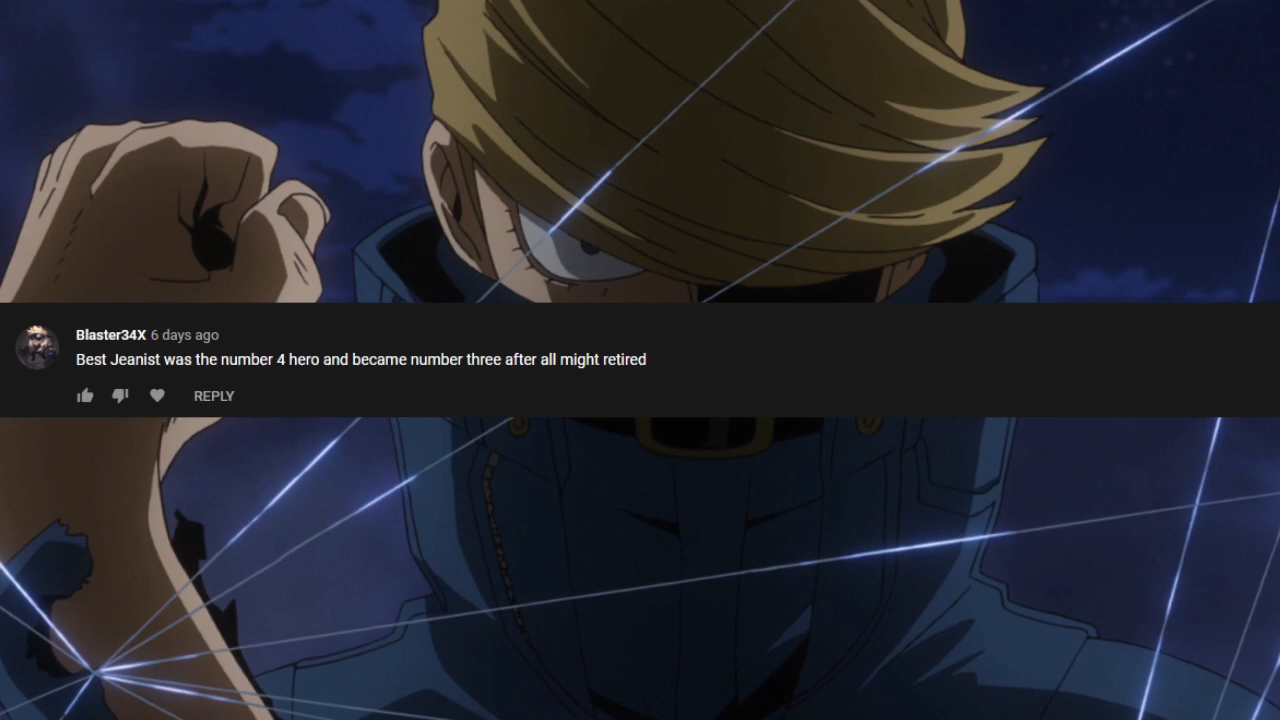 Blaster34X 6 days ago
Best Jeanist was the number 4 hero and became number three after all might retired
REPLY